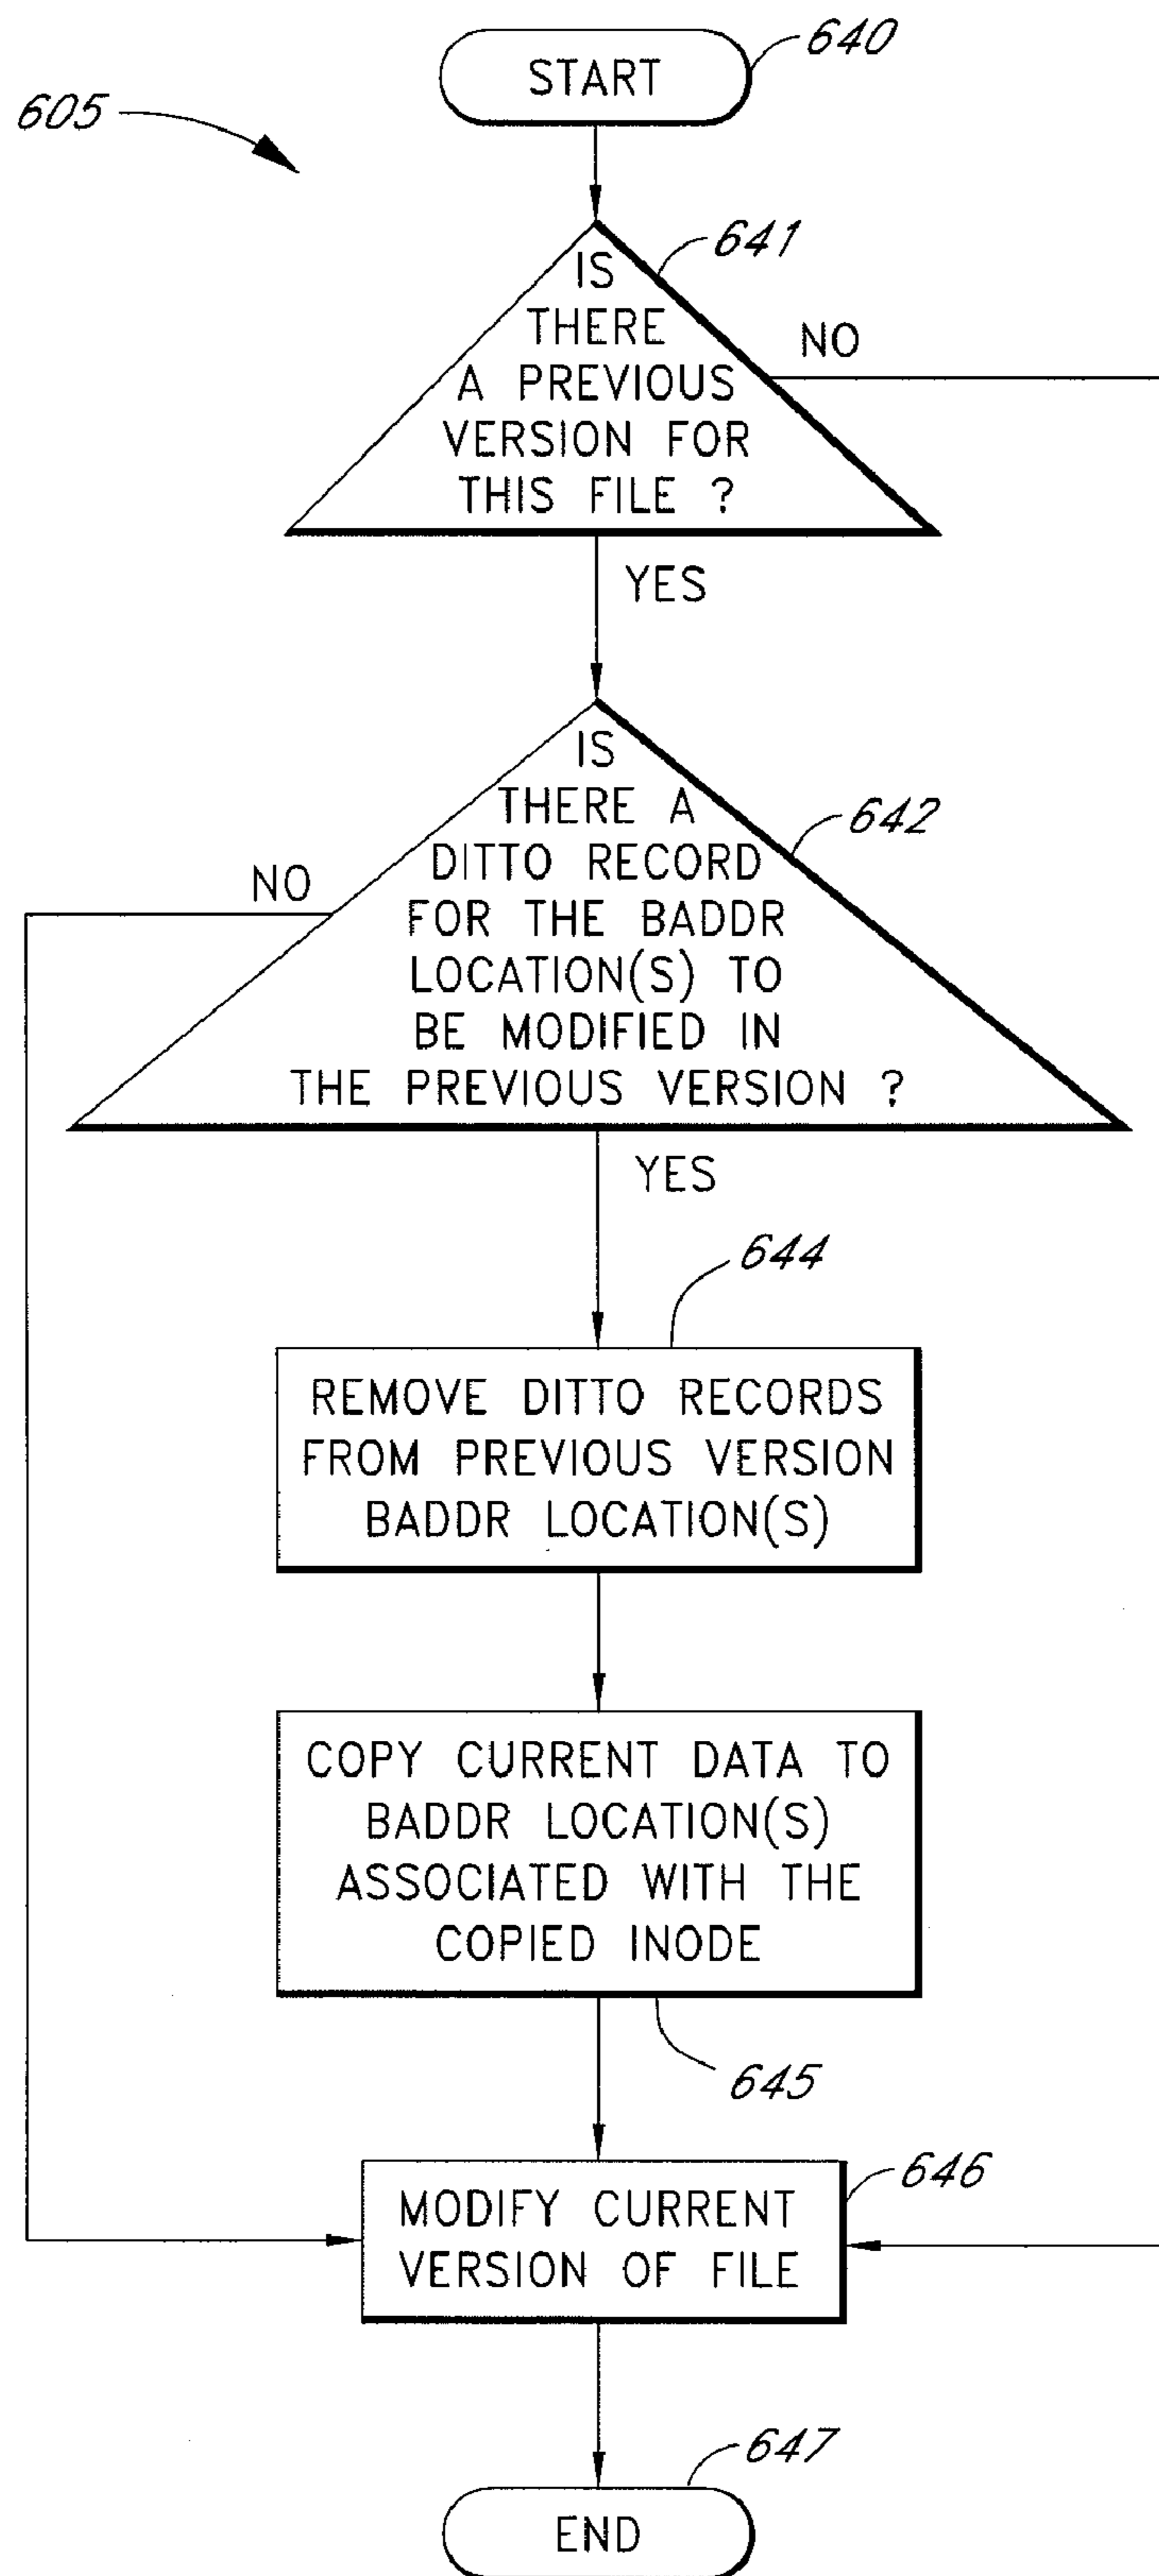 START
640
605
641
IS
THERE
A PREVIOUS
VERSION FOR
THIS FILE ?
NO
YES
642
IS
THERE A
DITTO RECORD
FOR THE BADDR
LOCATION(S) TO
BE MODIFIED IN
THE PREVIOUS VERSION ?
NO
YES
644
REMOVE DITTO RECORDS
FROM PREVIOUS VERSION
BADDR LOCATION(S)
COPY CURRENT DATA TO
BADDR LOCATION(S)
ASSOCIATED WITH THE
COPIED INODE
645
646
MODIFY CURRENT
VERSION OF FILE
647
END